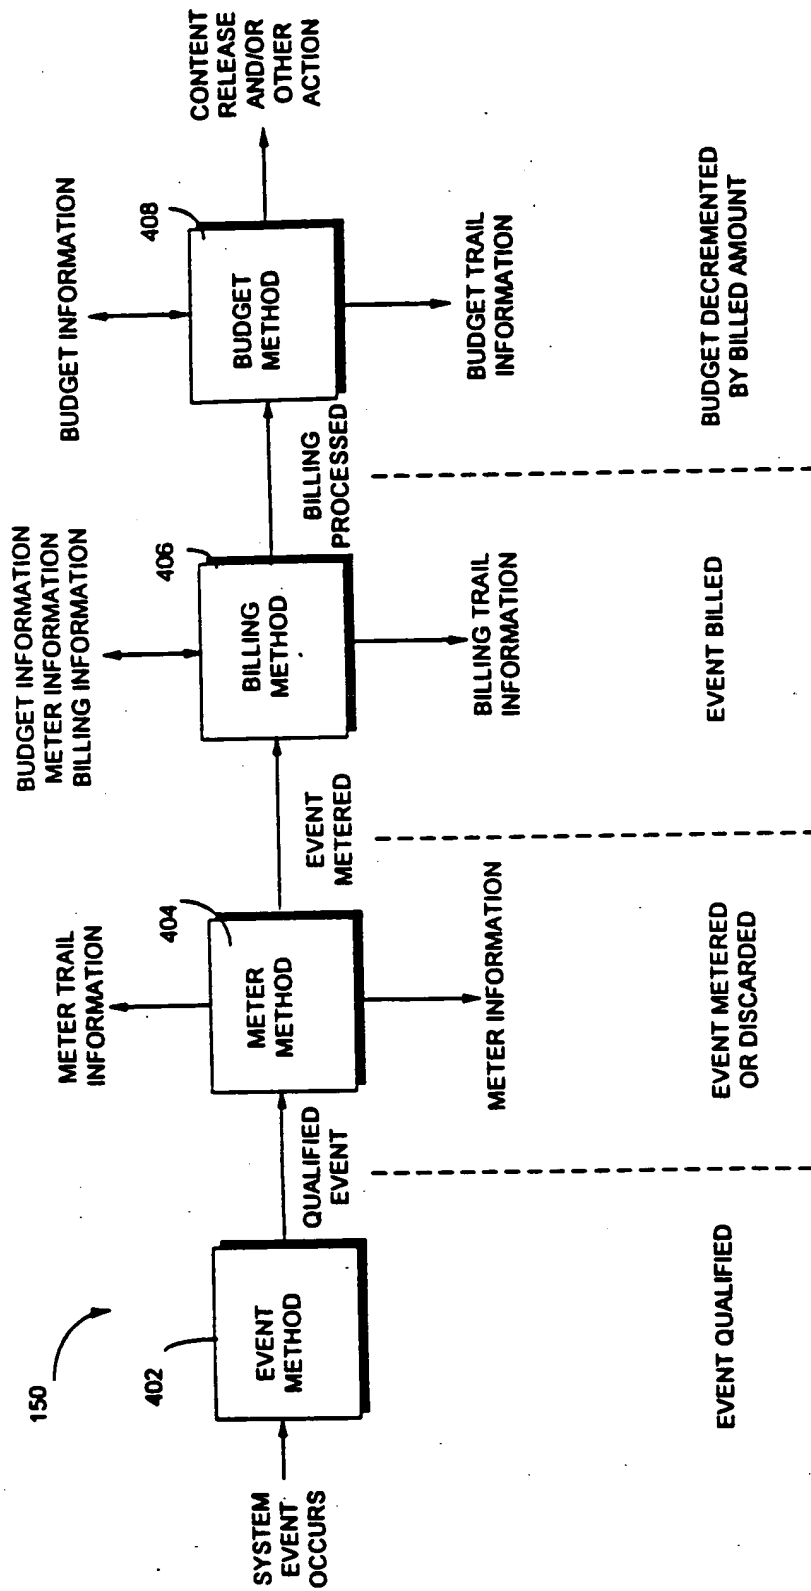 150
SYSTEM
EVENT
OCCURS
402
EVENT
METHOD
QUALIFIED
EVENT
METER TRAIL
INFORMATION
404
METER
METHOD
METER INFORMATION
EVENT
METERED
BUDGET INFORMATION
METER INFORMATION
BILLING INFORMATION
406
BILLING
METHOD
BILLING TRAIL
INFORMATION
BILLING
PROCESSED
BUDGET INFORMATION
408
BUDGET
METHOD
BUDGET TRAIL
INFORMATION
CONTENT
RELEASE
AND/OR
OTHER
ACTION
EVENT QUALIFIED
EVENT METERED
OR DISCARDED
EVENT BILLED
BUDGET DECREMENTED
BY BILLED AMOUNT